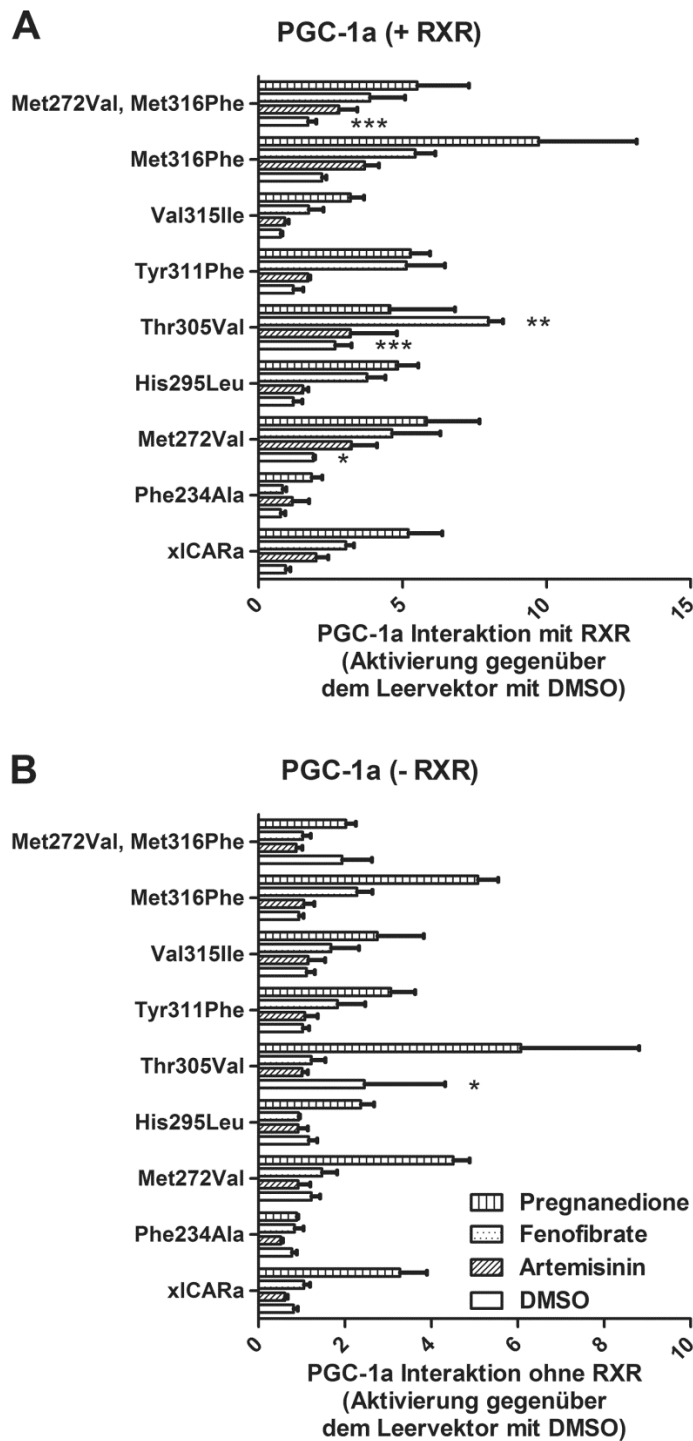 A
PGC-1a (+ RXR)
Met272Val, Met316Phe
***
Met316Phe
Val315Ile
Tyr311Phe
Thr305Val
**
***
His295Leu
Met272Val
*
Phe234Ala
xlCARa
0
5
10
15
PGC-1a Interaktion mit RXR
(Aktivierung gegenüber
dem Leervektor mit DMSO)
B
PGC-1a (- RXR)
Met272Val, Met316Phe
Met316Phe
Val315Ile
Tyr311Phe
Thr305Val
*
His295Leu
Met272Val
Phe234Ala
xlCARa
Pregnanedione
Fenofibrate
Artemisinin
DMSO
0
2
4
6
8
10
PGC-1a Interaktion ohne RXR
(Aktivierung gegenüber
dem Leervektor mit DMSO)